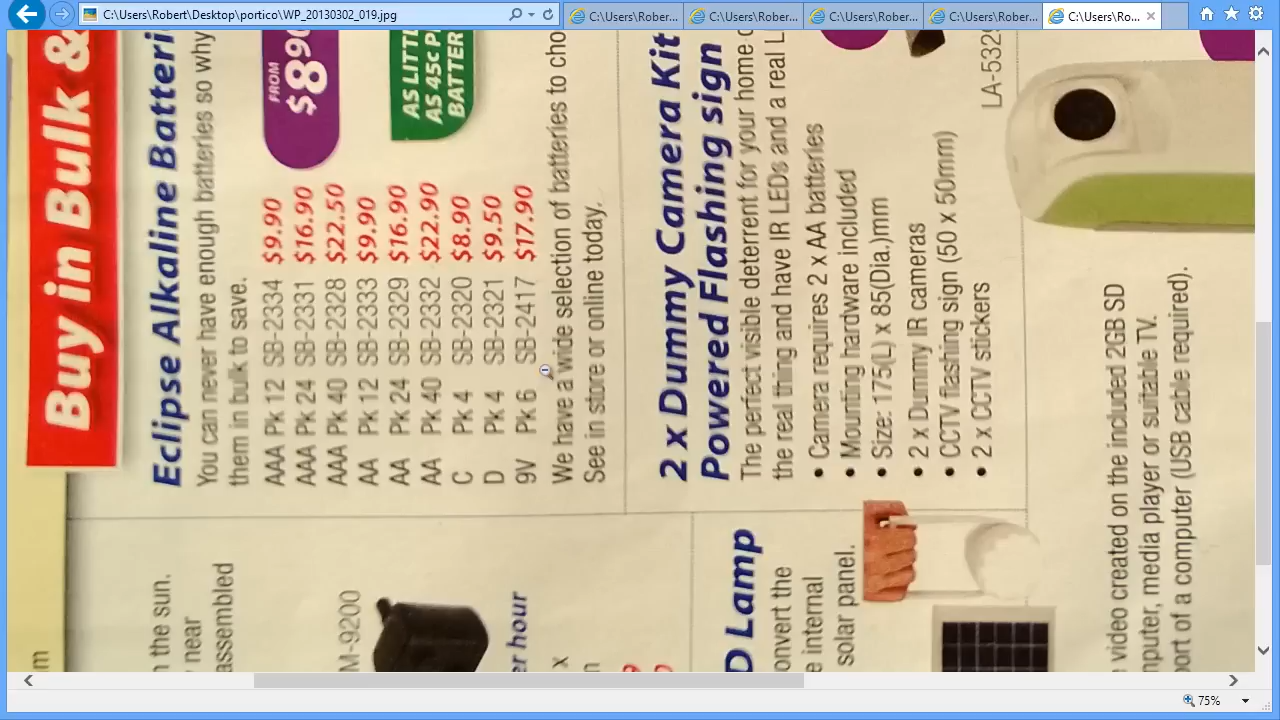 C:\Users\Robert\Desktop\portico\WP_20130302_019.jpg
C:\Users\Rober...
C:\Users\Rober...
C:\Users\Rober...
C:\Users\Rober...
C:\Users\Ro...
Buy in Bulk &
Eclipse Alkaline Batteri
You can never have enough batteries so why
them in bulk to save.
AAA Pk 12 SB-2334 $9.90
AAA Pk 24 SB-2331 $16.90
AAA Pk 40 SB-2328 $22.50
AA Pk 12 SB-2333 $9.90
AA Pk 24 SB-2329 $16.90
AA Pk 40 SB-2332 $22.90
C Pk 4 SB-2320 $8.90
D Pk 4 SB-2321 $9.50
9V Pk 6 SB-2417 $17.90
We have a wide selection of batteries to cho
See in store or online today.
FROM
$890
AS LITTL
AS 45c P
BATTER
2 x Dummy Camera Kit
Powered Flashing sign
The perfect visible deterrent for your home
the real thing and have IR LEDs and a real L
• Camera requires 2 x AA batteries
• Mounting hardware included
• Size: 175(L) x 85(Dia.)mm
• 2 x Dummy IR cameras
• CCTV flashing sign (50 x 50mm)
• 2 x CCTV stickers
LA-5329
video created on the included 2GB SD
nputer, media player or suitable TV.
port of a computer (USB cable required).
m
n the sun.
near
assembled
M-9200
er hour
x
n
D Lamp
onvert the
e internal
solar panel.
75%